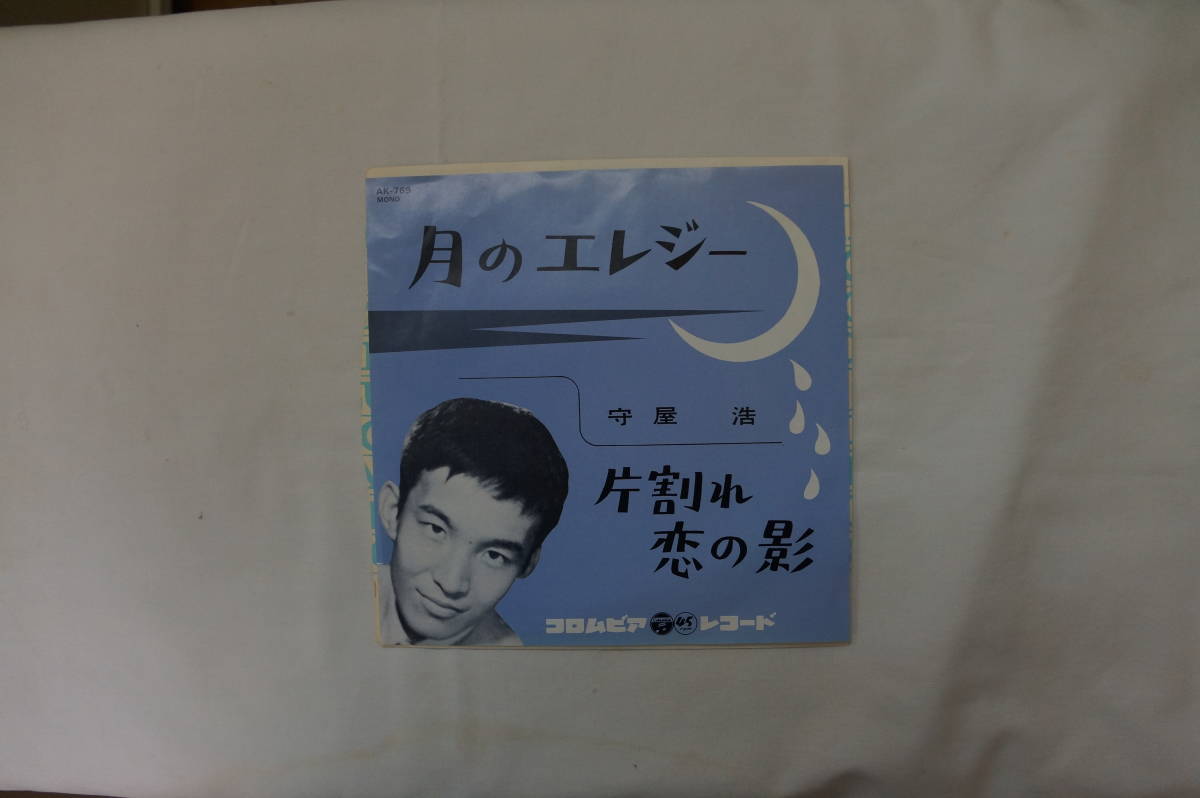 AK-769
MONO
月のエレジー
守屋 浩
片割れ
恋の影
コロムビア 45 レコード